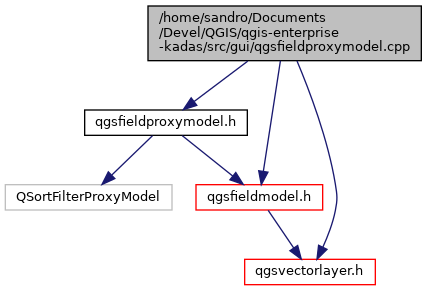 /home/sandro/Documents
/Devel/QGIS/qgis-enterprise
-kadas/src/gui/qgsfieldproxymodel.cpp
qgsfieldproxymodel.h
QSortFilterProxyModel
qgsfieldmodel.h
qgsvectorlayer.h